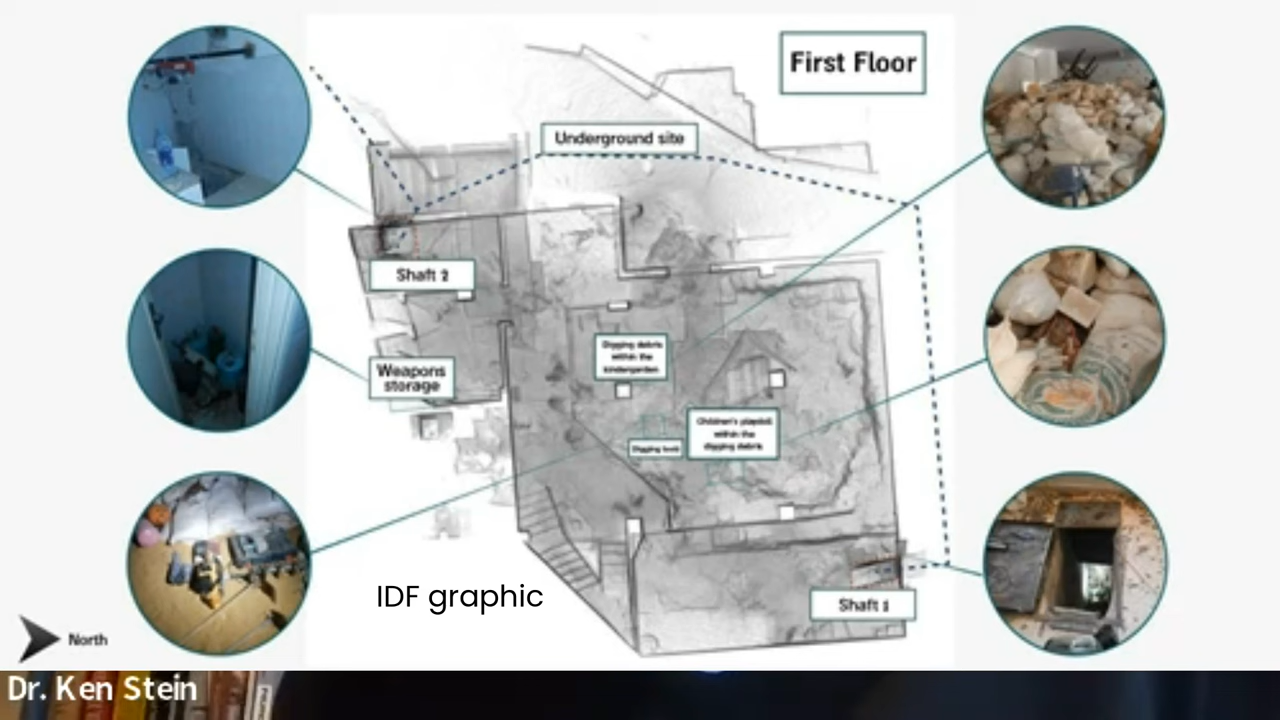 First Floor
Underground site
Shaft 2
Digging debris
within the
kindergarden
Weapons
storage
Children's playdoh
within the
digging debris
Digging tools
IDF graphic
Shaft 1
North
Dr. Ken Stein